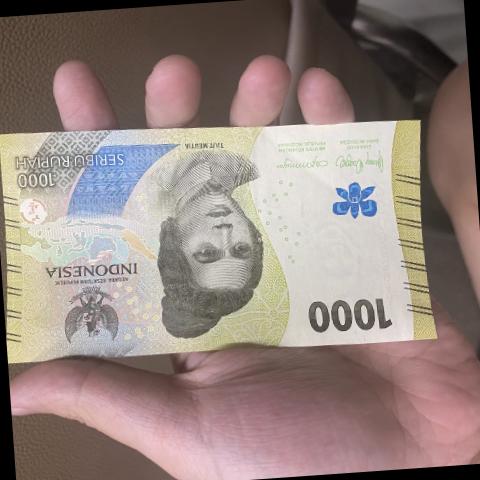 NEGARA KESATUAN REPUBLIK
INDONESIA
1000
SERIBU RUPIAH
1000
TJUT MEUTIA